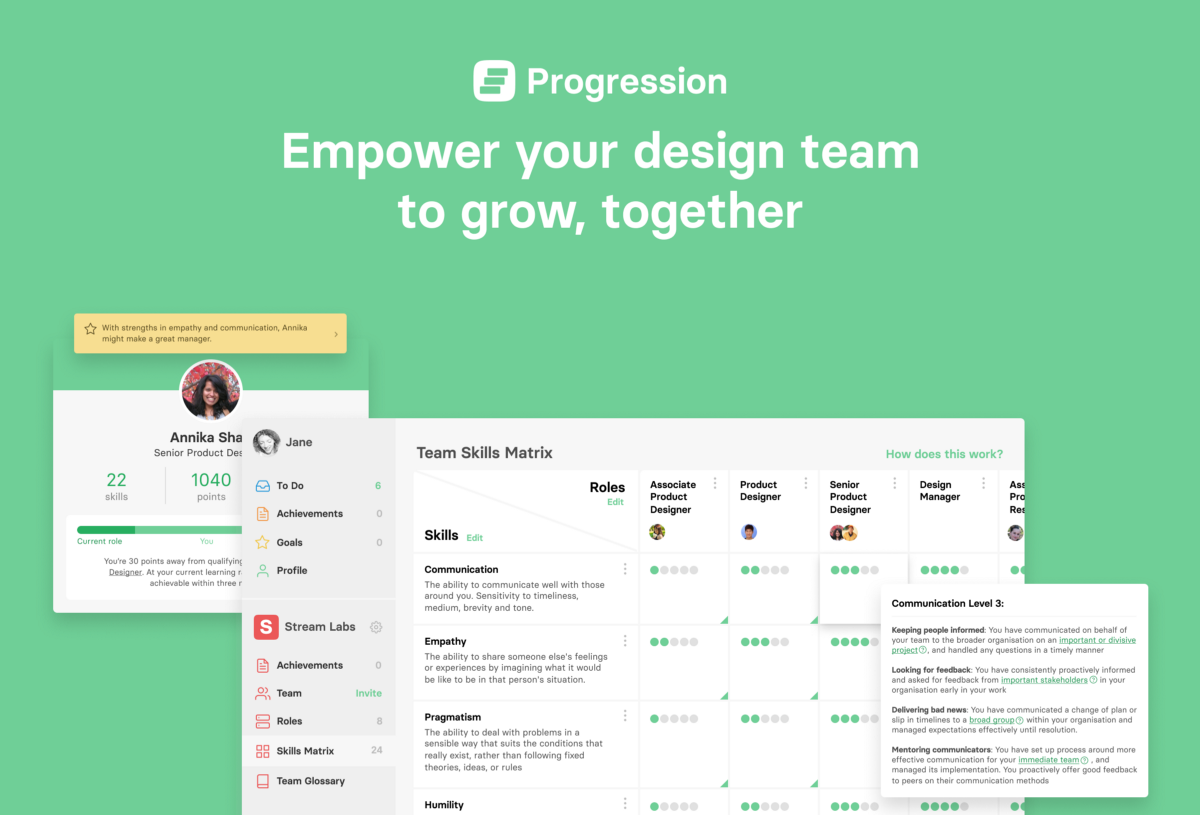 Progression
Empower your design team
to grow, together
With strengths in empathy and communication, Annika
might make a great manager.
Annika Sha
Senior Product Des
22
skills
1040
points
Current role
You
You're 30 points away from qualifying
Designer. At your current learning
achievable within three
Jane
To Do 6
Achievements 0
Goals 0
Profile
S Stream Labs
Achievements 0
Team Invite
Roles 8
Skills Matrix 24
Team Glossary
Team Skills Matrix
How does this work?
Roles
Edit
Skills Edit
Associate
Product
Designer
Product
Designer
Senior
Product
Designer
Design
Manager
Ass
Pro
Res
Communication
The ability to communicate well with those
around you. Sensitivity to timeliness,
medium, brevity and tone.
Empathy
The ability to share someone else's feelings
or experiences by imagining what it would
be like to be in that person's situation.
Pragmatism
The ability to deal with problems in a
sensible way that suits the conditions that
really exist, rather than following fixed
theories, ideas, or rules
Humility
Communication Level 3:
Keeping people informed: You have communicated on behalf of
your team to the broader organisation on an important or divisive
project?, and handled any questions in a timely manner
Looking for feedback: You have consistently proactively informed
and asked for feedback from important stakeholders ? in your
organisation early in your work
Delivering bad news: You have communicated a change of plan or
slip in timelines to a broad group ? within your organisation and
managed expectations effectively until resolution.
Mentoring communicators: You have set up process around more
effective communication for your immediate team ? , and
managed its implementation. You proactively offer good feedback
to peers on their communication methods